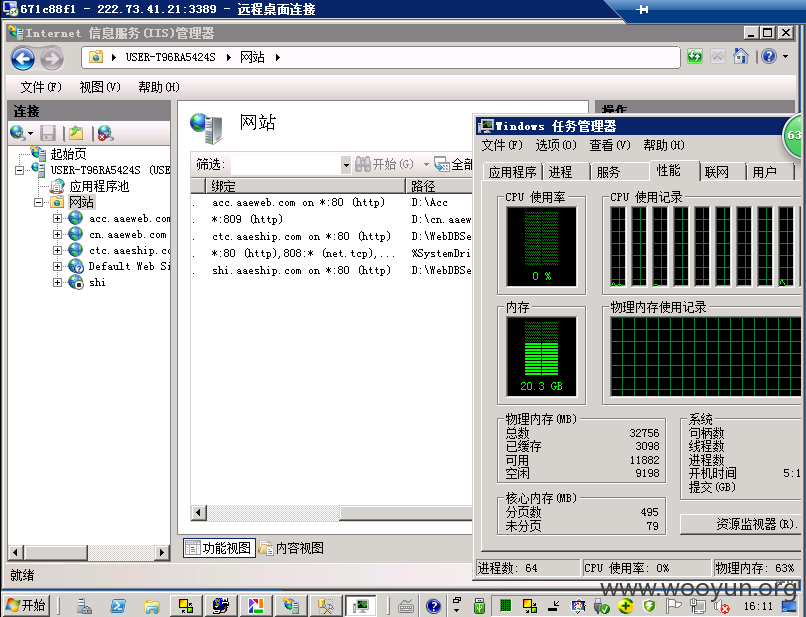 671c88f1 - 222.73.41.21:3389 - 远程桌面连接
Internet 信息服务(IIS)管理器
USER-T96RA5424S
网站
文件(F) 视图(V) 帮助(H)
连接
起始页
USER-T96RA5424S (USE
应用程序池
网站
acc.aaeweb.com
cn.aaeweb.com
ctc.aaeship.co
Default Web Si
shi
网站
筛选: 开始(G) 全部
绑定 路径
acc.aaeweb.com on *:80 (http) D:\Acc
*:809 (http) D:\cn.aaew
ctc.aaeship.com on *:80 (http) D:\WebDBSe
*:80 (http),808:* (net.tcp),... %SystemDri
shi.aaeship.com on *:80 (http) D:\WebDBSe
功能视图 内容视图
就绪
操作
Windows 任务管理器
63
文件(F) 选项(O) 查看(V) 帮助(H)
应用程序 进程 服务 性能 联网 用户
CPU 使用率 CPU 使用记录
0 %
内存 物理内存使用记录
20.3 GB
物理内存(MB)
总数 32756
已缓存 3098
可用 11882
空闲 9198
系统
句柄数
线程数
进程数
开机时间 5:1
提交(GB)
核心内存(MB)
分页数 495
未分页 79
资源监视器(R).
进程数: 64 CPU 使用率: 0% 物理内存: 63%
www.wooyun.org
开始 16:11